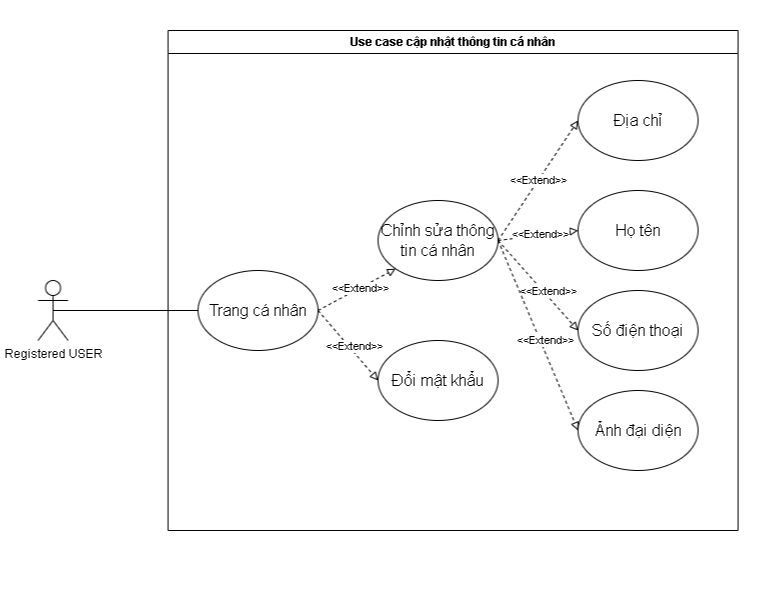 Use case cập nhật thông tin cá nhân
Địa chỉ
<<Extend>>
Chỉnh sửa thông
tin cá nhân
<<Extend>>
Họ tên
<<Extend>>
<<Extend>>
Trang cá nhân
Số điện thoại
<<Extend>>
<<Extend>>
Registered USER
Đổi mật khẩu
Ảnh đại diện